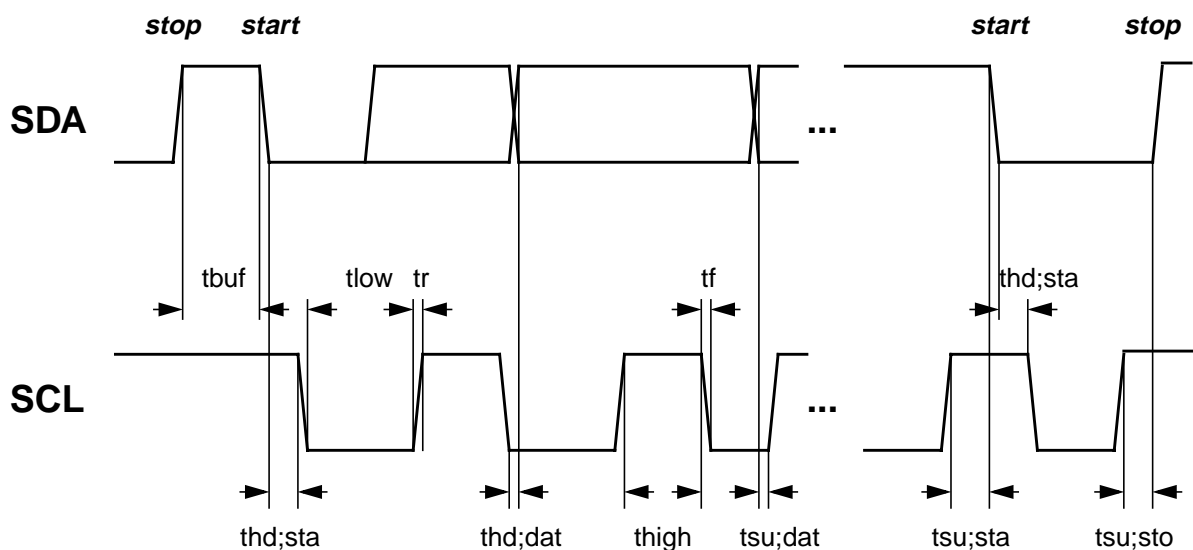 stop start start stop
SDA ...
tbuf tlow tr tf thd;sta
SCL ...
thd;sta thd;dat thigh tsu;dat tsu;sta tsu;sto